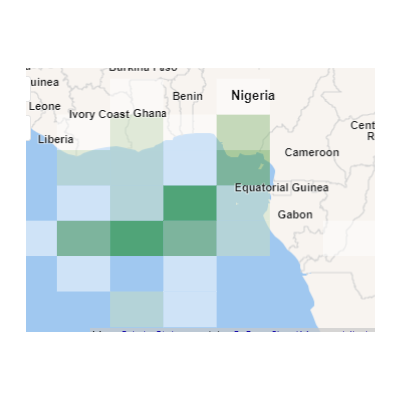 Burkina Faso
uinea
Benin
Nigeria
Leone
Ivory Coast
Ghana
Cent
R
Liberia
Cameroon
Equatorial Guinea
Gabon